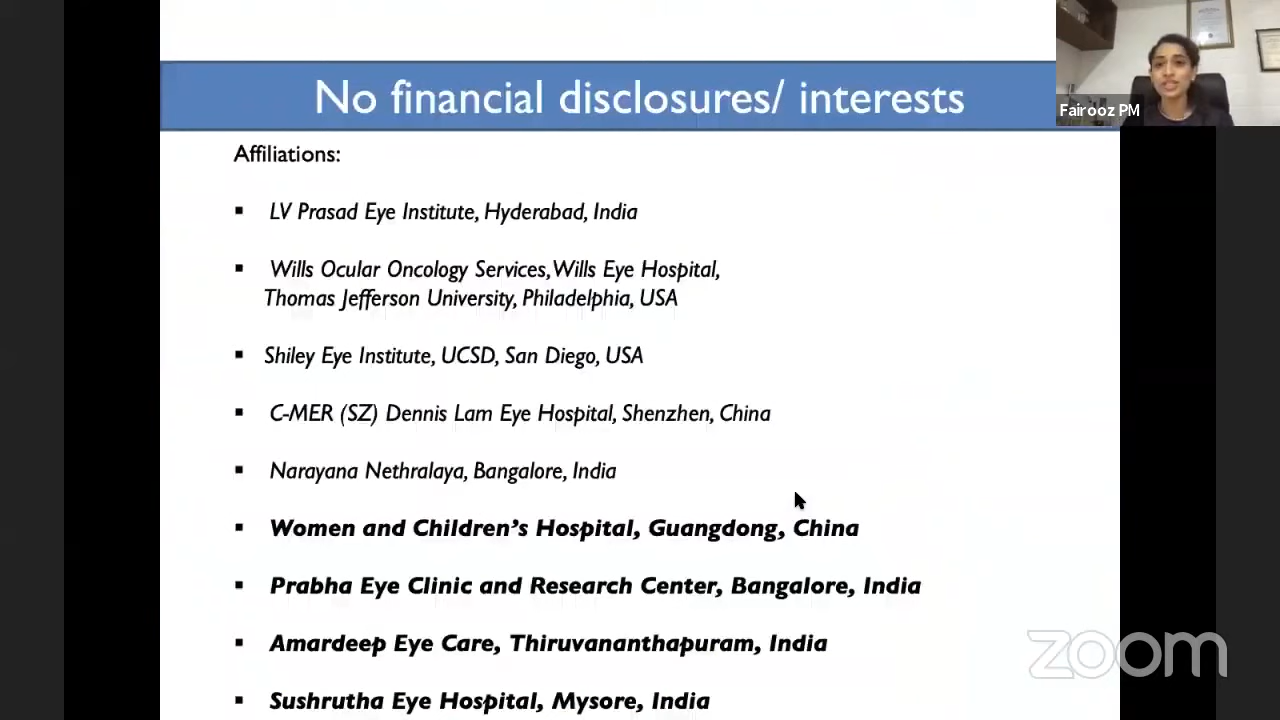 No financial disclosures/ interests
Fairooz PM
Affiliations:
▪ LV Prasad Eye Institute, Hyderabad, India
▪ Wills Ocular Oncology Services, Wills Eye Hospital,
Thomas Jefferson University, Philadelphia, USA
▪ Shiley Eye Institute, UCSD, San Diego, USA
▪ C-MER (SZ) Dennis Lam Eye Hospital, Shenzhen, China
▪ Narayana Nethralaya, Bangalore, India
▪ Women and Children’s Hospital, Guangdong, China
▪ Prabha Eye Clinic and Research Center, Bangalore, India
▪ Amardeep Eye Care, Thiruvananthapuram, India
▪ Sushrutha Eye Hospital, Mysore, India
zoom